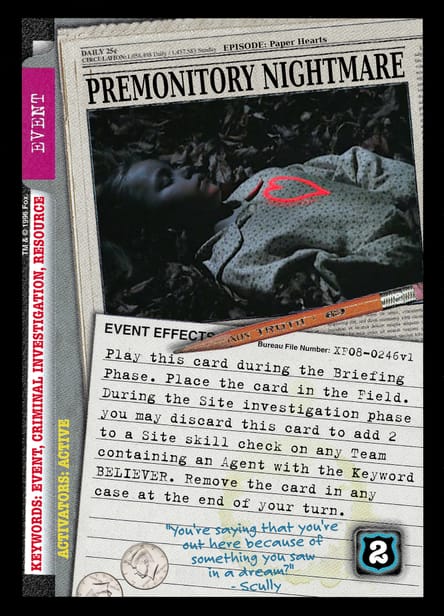 DAILY 25¢
EPISODE: Paper Hearts
PREMONITORY NIGHTMARE
EVENT
TM & © 1996 Fox
KEYWORDS: EVENT, CRIMINAL INVESTIGATION, RESOURCE
ACTIVATORS: ACTIVE
EVENT EFFECTS
Bureau File Number: XF08-0246v1
Play this card during the Briefing
Phase. Place the card in the Field.
During the Site investigation phase
you may discard this card to add 2
to a Site skill check on any Team
containing an Agent with the Keyword
BELIEVER. Remove the card in any
case at the end of your turn.
"You're saying that you're
out here because of
something you saw
in a dream?"
- Scully
2